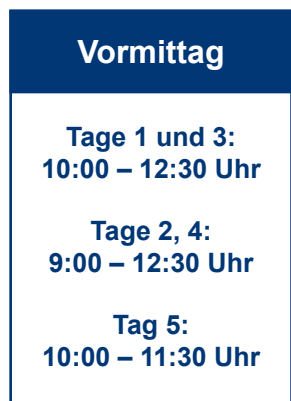 Vormittag
Tage 1 und 3:
10:00 – 12:30 Uhr
Tage 2, 4:
9:00 – 12:30 Uhr
Tag 5:
10:00 – 11:30 Uhr